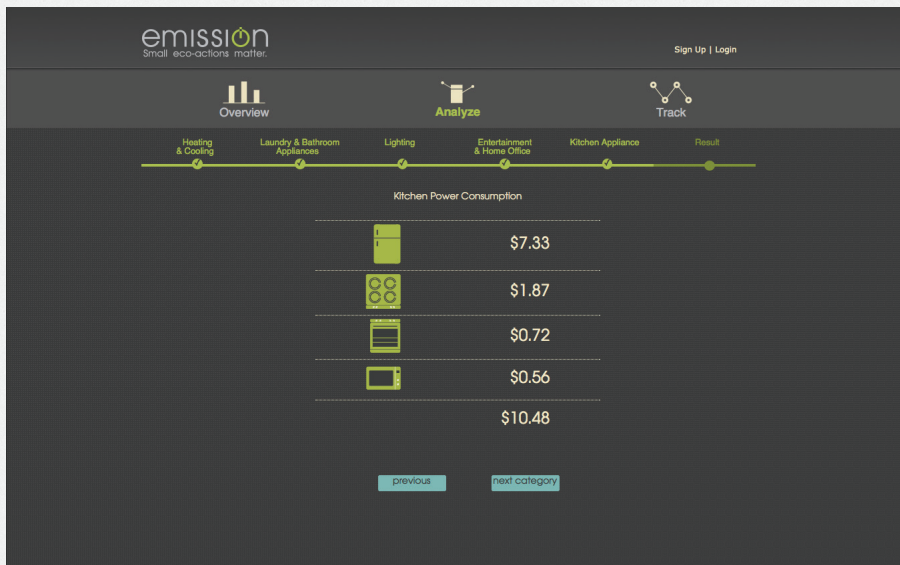 emission
Small eco-actions matter.
Sign Up | Login
Overview
Analyze
Track
Heating
& Cooling
Laundry & Bathroom
Appliances
Lighting
Entertainment
& Home Office
Kitchen Appliance
Result
Kitchen Power Consumption
$7.33
$1.87
$0.72
$0.56
$10.48
previous
next category